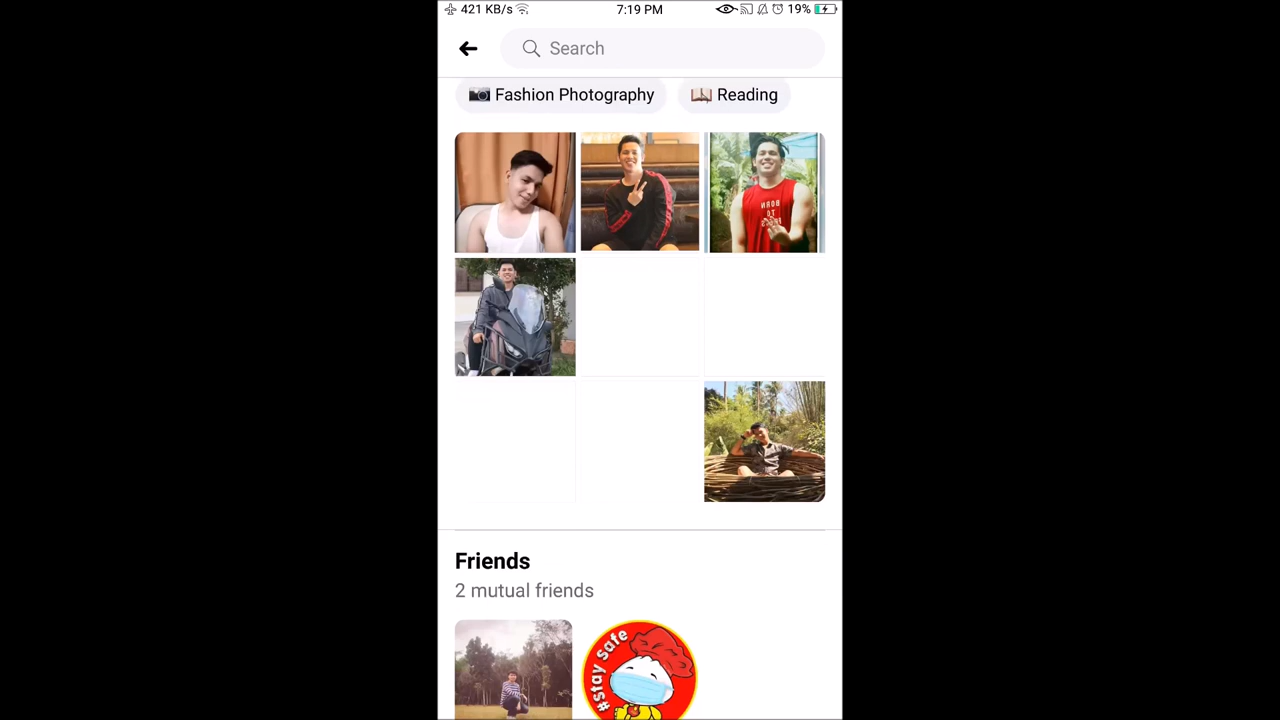 421 KB/s 7:19 PM 19%
Search
Fashion Photography Reading
Friends
2 mutual friends
#stay safe